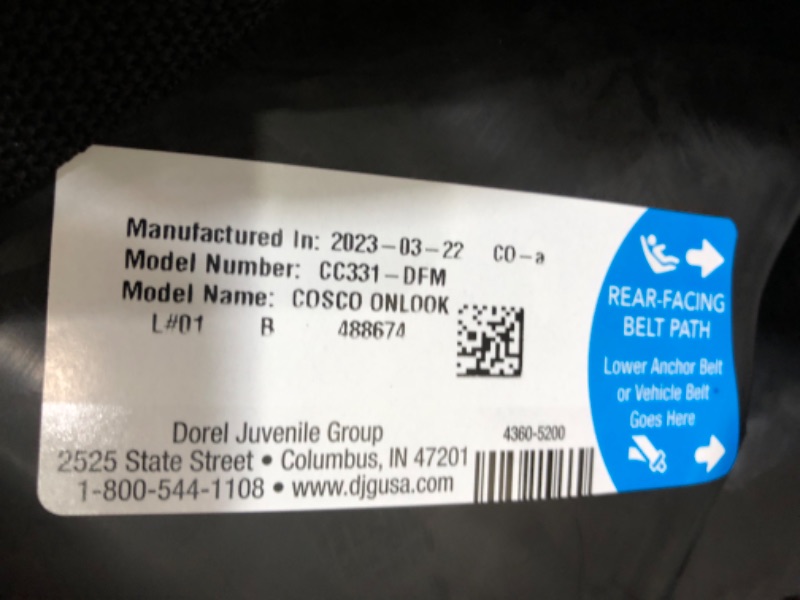 Manufactured In: 2023-03-22 CO-a
Model Number: CC331-DFM
Model Name: COSCO ONLOOK
L#01 B 488674
Dorel Juvenile Group
2525 State Street • Columbus, IN 47201
1-800-544-1108 • www.djgusa.com
4360-5200
REAR-FACING
BELT PATH
Lower Anchor Belt
or Vehicle Belt
Goes Here